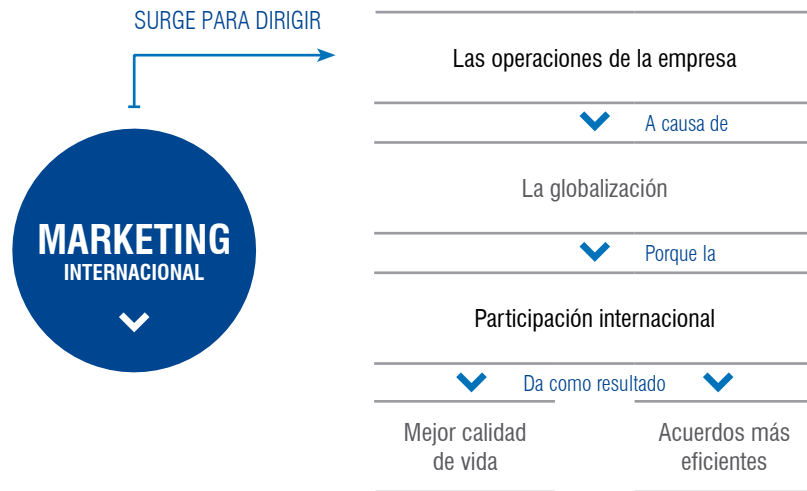 SURGE PARA DIRIGIR
MARKETING
INTERNACIONAL
Las operaciones de la empresa
A causa de
La globalización
Porque la
Participación internacional
Da como resultado
Mejor calidad
de vida
Acuerdos más
eficientes